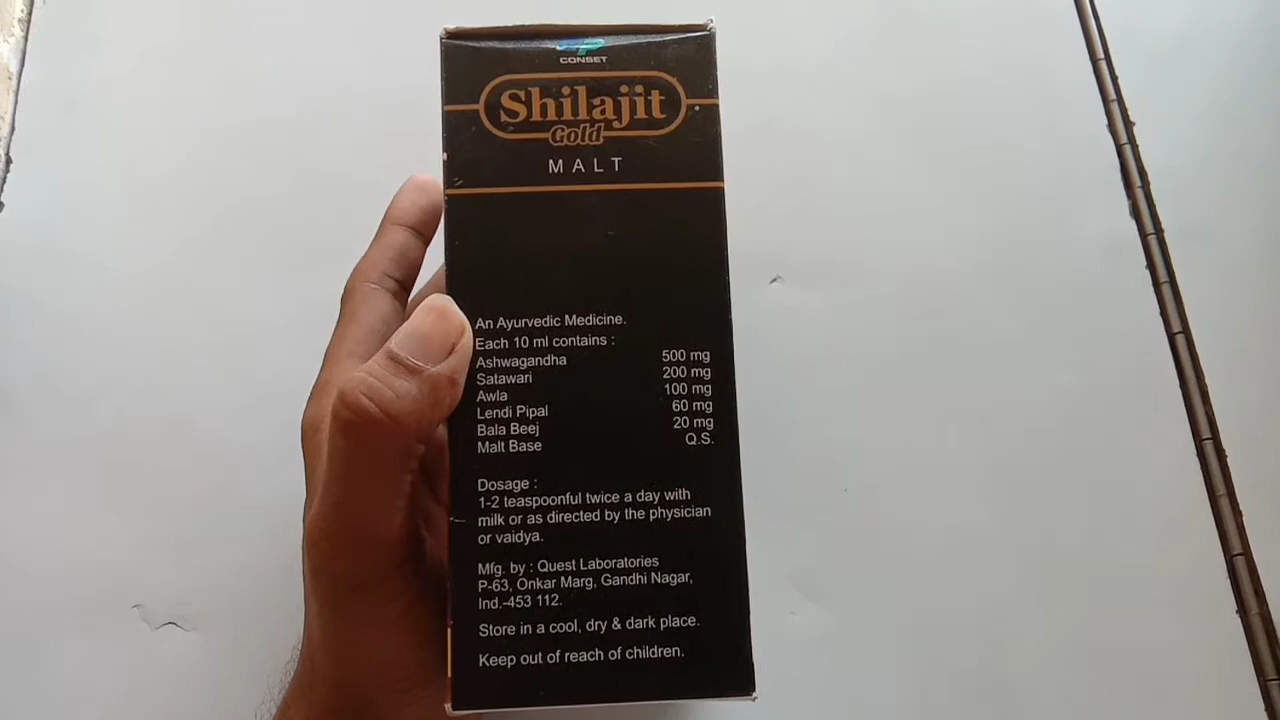 CONSET
Shilajit
Gold
MALT
An Ayurvedic Medicine.
Each 10 ml contains :
Ashwagandha 500 mg
Satawari 200 mg
Awla 100 mg
Lendi Pipal 60 mg
Bala Beej 20 mg
Malt Base Q.S.
Dosage :
1-2 teaspoonful twice a day with
milk or as directed by the physician
or vaidya.
Mfg. by : Quest Laboratories
P-63, Onkar Marg, Gandhi Nagar,
Ind.-453 112.
Store in a cool, dry & dark place.
Keep out of reach of children.